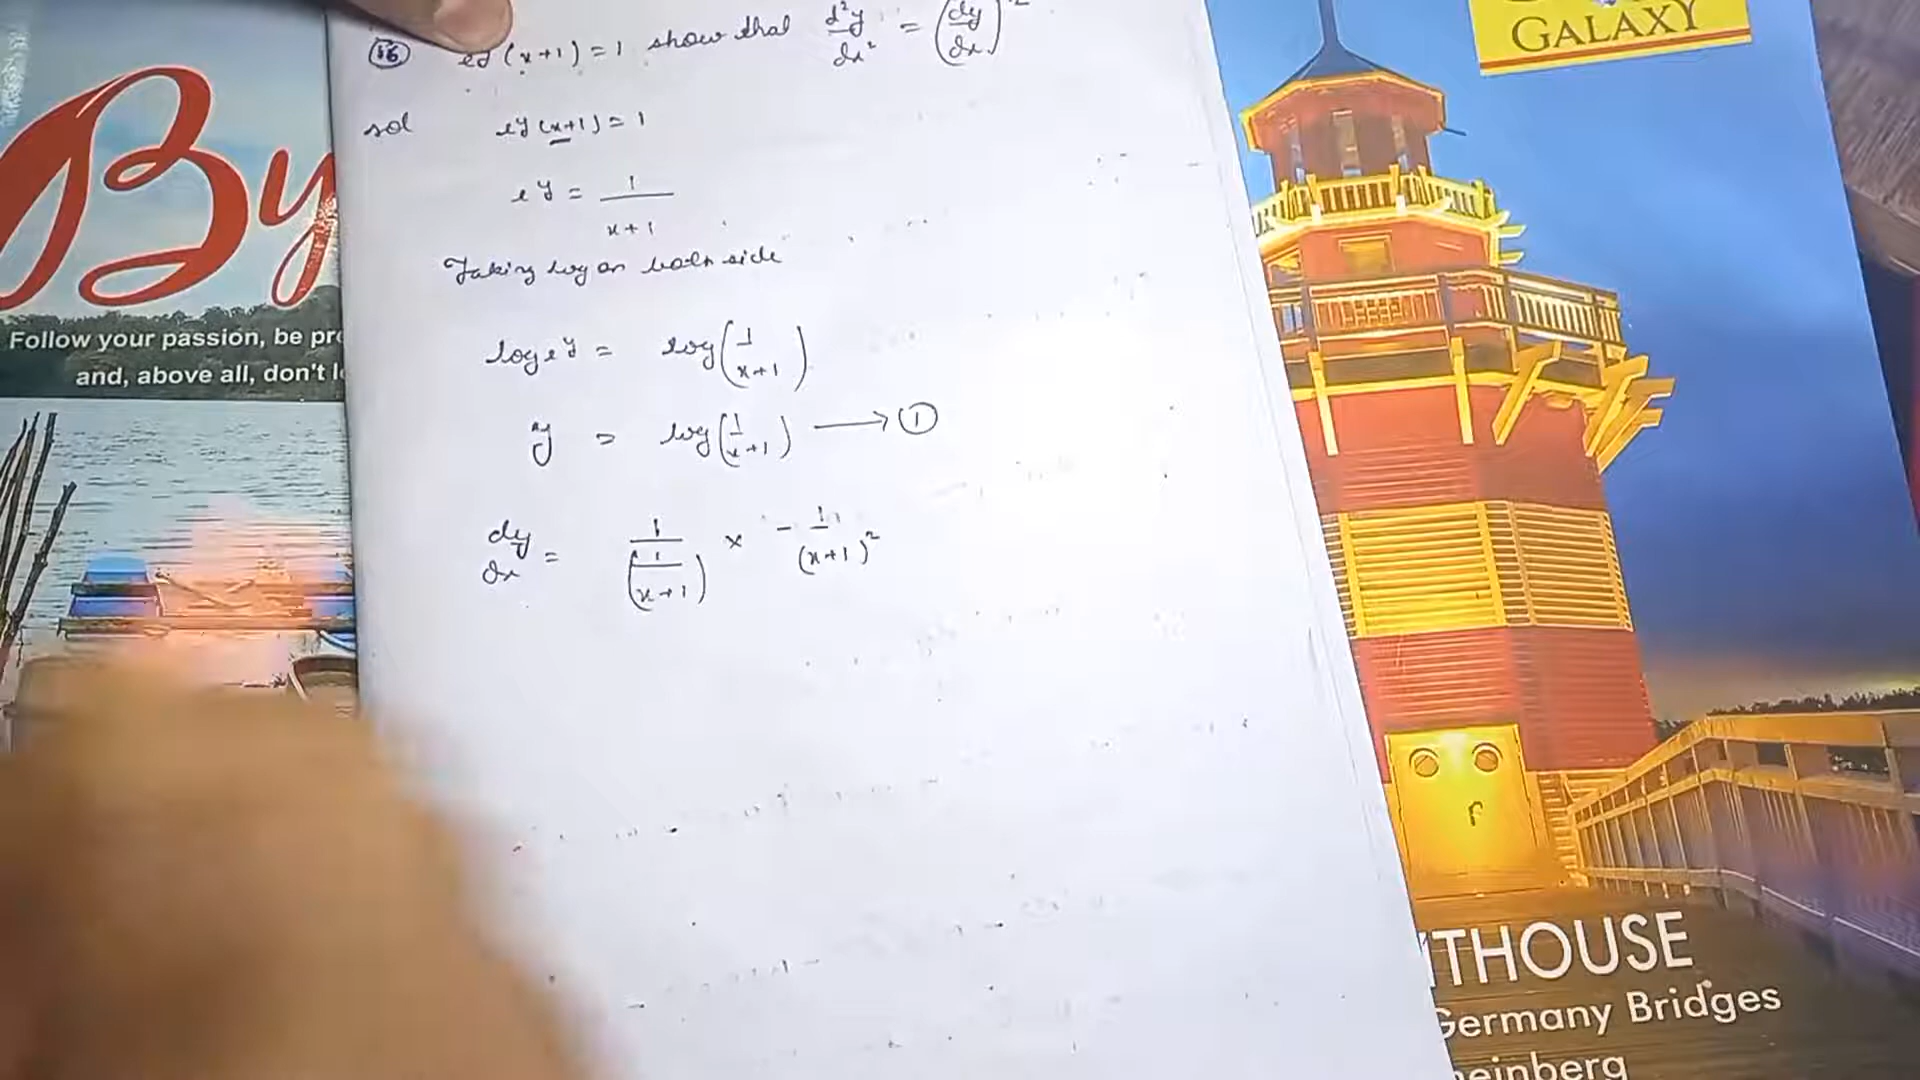 GALAXY
By
Follow your passion, be
and, above all, don't
16 (x+1) = 1 show that d²y/dx² = (dy/dx)²
sol e^y (x+1) = 1
e^y = 1/(x+1)
Taking log on both side
log e^y = log(1/(x+1))
y = log(1/(x+1)) → ①
dy/dx = 1/(1/(x+1)) × -1/(x+1)²
THOUSE
Germany Bridges
einberg